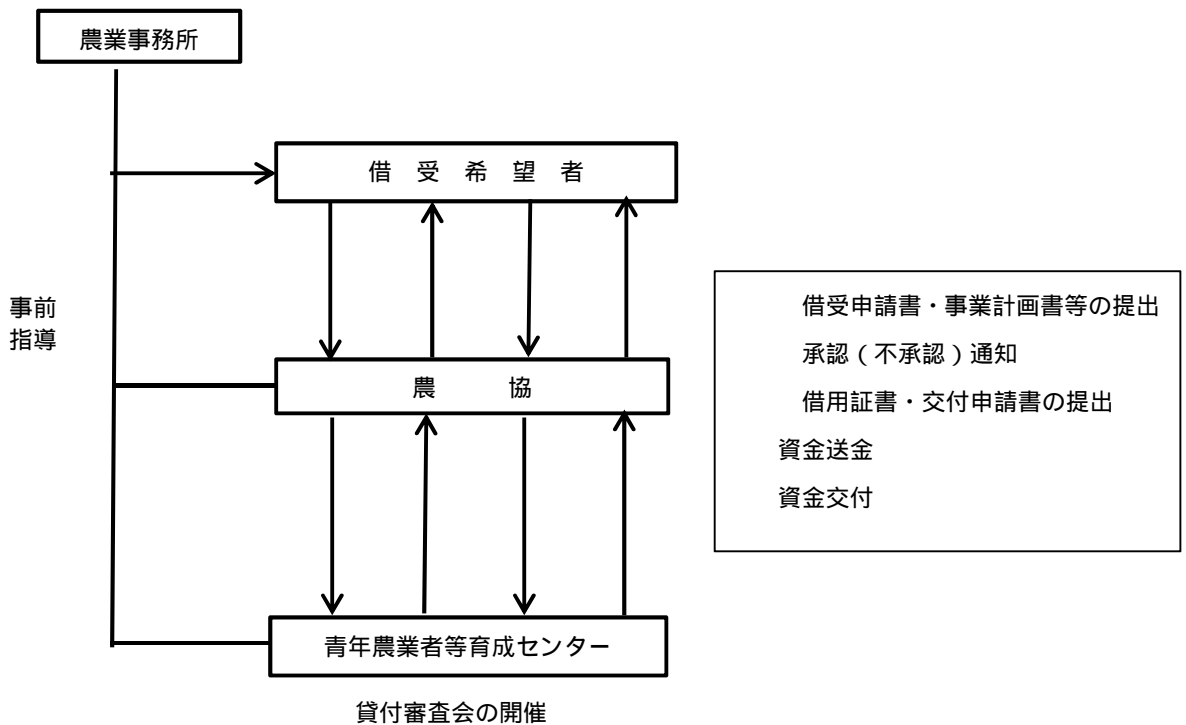 農業事務所
借 受 希 望 者
事前
指導
借受申請書・事業計画書等の提出
承認（不承認）通知
借用証書・交付申請書の提出
資金送金
資金交付
農 協
青年農業者等育成センター
貸付審査会の開催